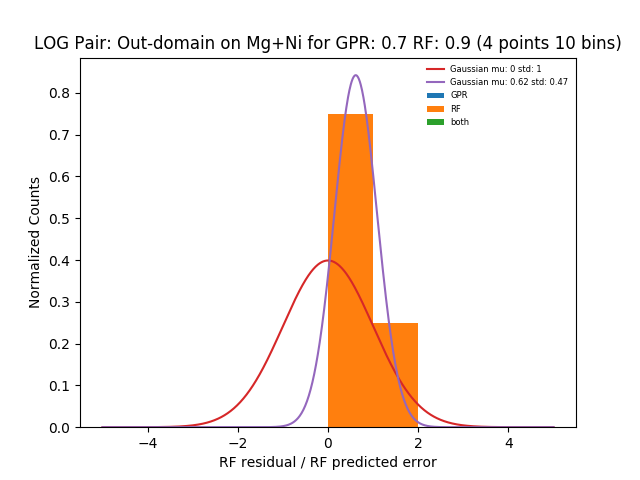 LOG Pair: Out-domain on Mg+Ni for GPR: 0.7 RF: 0.9 (4 points 10 bins)
Gaussian mu: 0 std: 1
Gaussian mu: 0.62 std: 0.47
GPR
RF
both
Normalized Counts
0.8
0.7
0.6
0.5
0.4
0.3
0.2
0.1
0.0
−4
−2
0
2
4
RF residual / RF predicted error